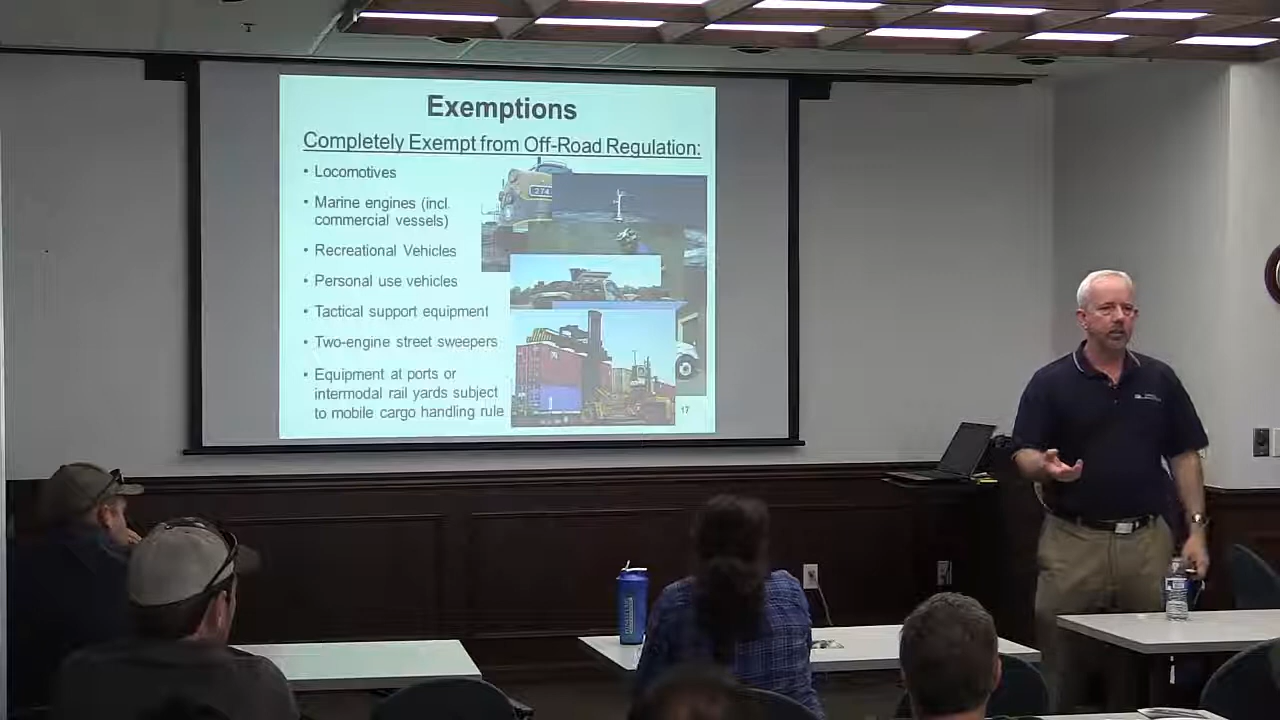 Exemptions
Completely Exempt from Off-Road Regulation:
• Locomotives
• Marine engines (incl.
commercial vessels)
• Recreational Vehicles
• Personal use vehicles
• Tactical support equipment
• Two-engine street sweepers
• Equipment at ports or
intermodal rail yards subject
to mobile cargo handling rule
274
17